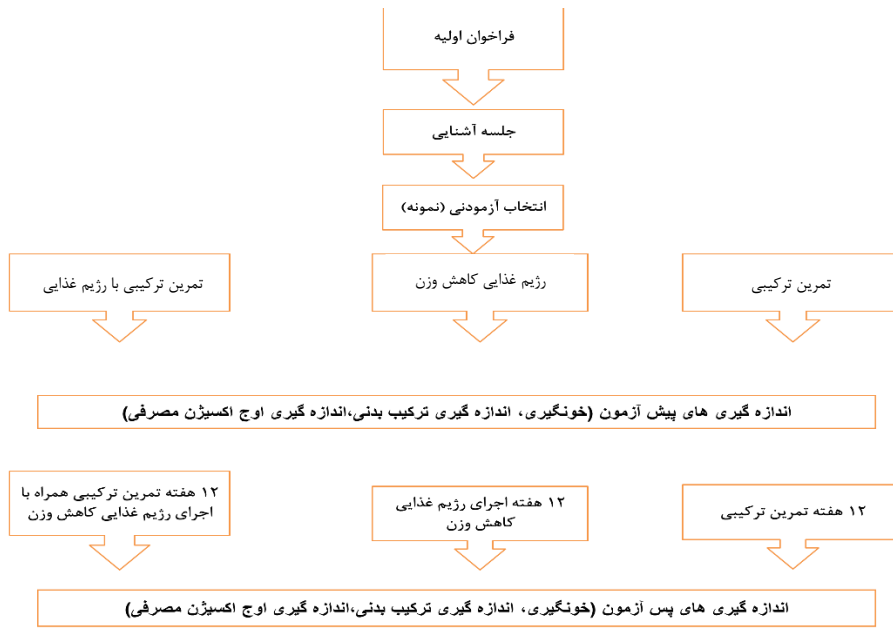 فراخوان اولیه
جلسه آشنایی
انتخاب آزمودنی (نمونه)
تمرین ترکیبی
رژیم غذایی کاهش وزن
تمرین ترکیبی با رژیم غذایی
اندازه گیری های پیش آزمون (خونگیری، اندازه گیری ترکیب بدنی،اندازه گیری اوج اکسیژن مصرفی)
۱۲ هفته تمرین ترکیبی
۱۲ هفته اجرای رژیم غذایی
کاهش وزن
۱۲ هفته تمرین ترکیبی همراه با
اجرای رژیم غذایی کاهش وزن
اندازه گیری های پس آزمون (خونگیری، اندازه گیری ترکیب بدنی،اندازه گیری اوج اکسیژن مصرفی)